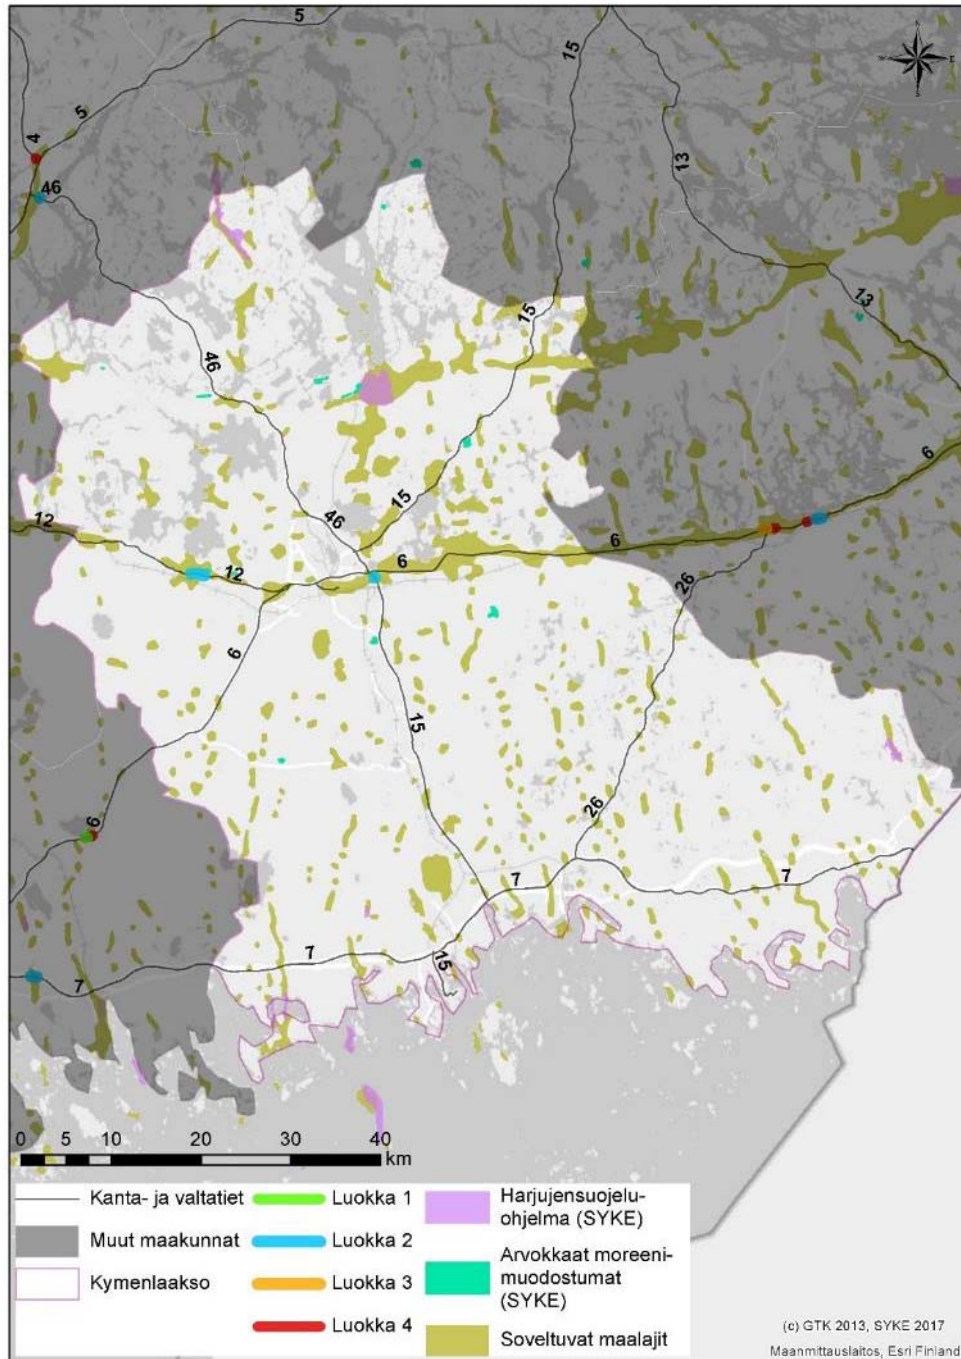 5
15
N
W E
S
5
4
13
46
13
15
46
6
12
15
46
6
6
12
26
6
15
26
6
7
7
7
15
7
0 5 10 20 30 40
km
Kanta- ja valtatiet
Muut maakunnat
Kymenlaakso
Luokka 1
Luokka 2
Luokka 3
Luokka 4
Harjujensuojelu-
ohjelma (SYKE)
Arvokkaat moreeni-
muodostumat
(SYKE)
Soveltuvat maalajit
(c) GTK 2013, SYKE 2017
Maanmittauslaitos, Esri Finland